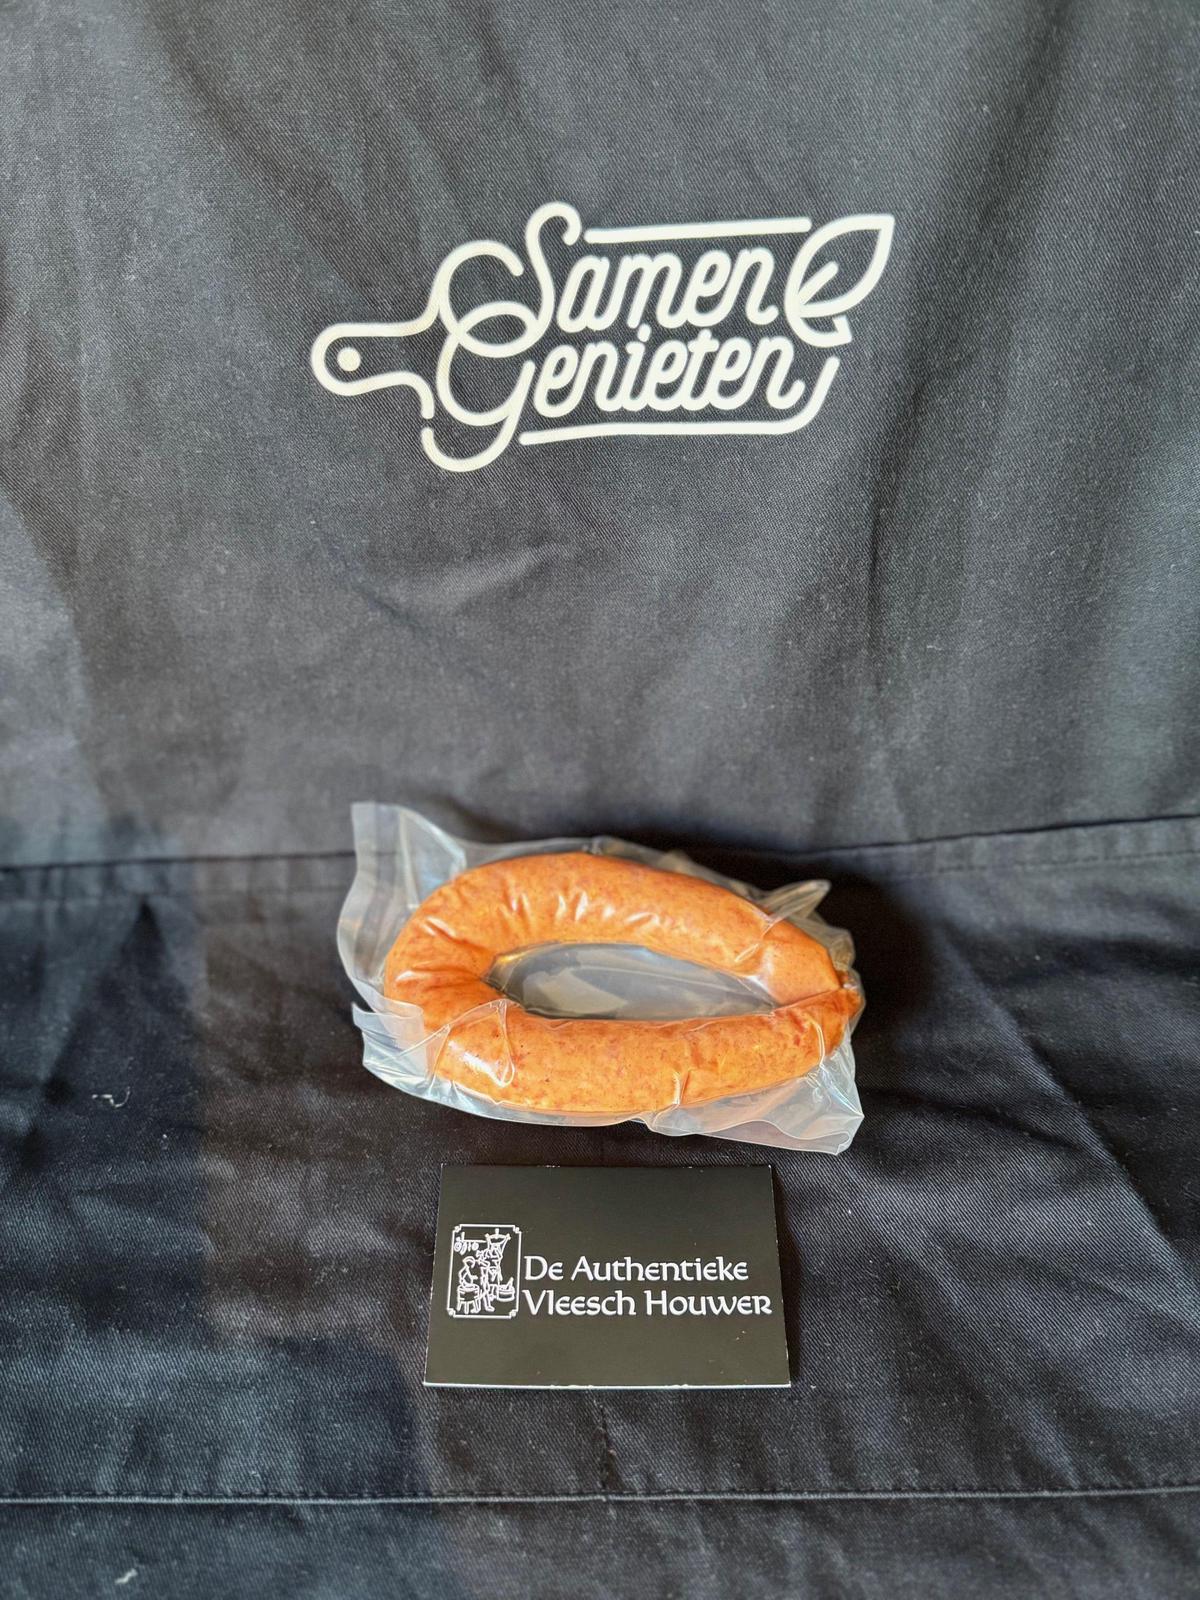 Samen
Genieten
De Authentieke
Vleesch Houwer